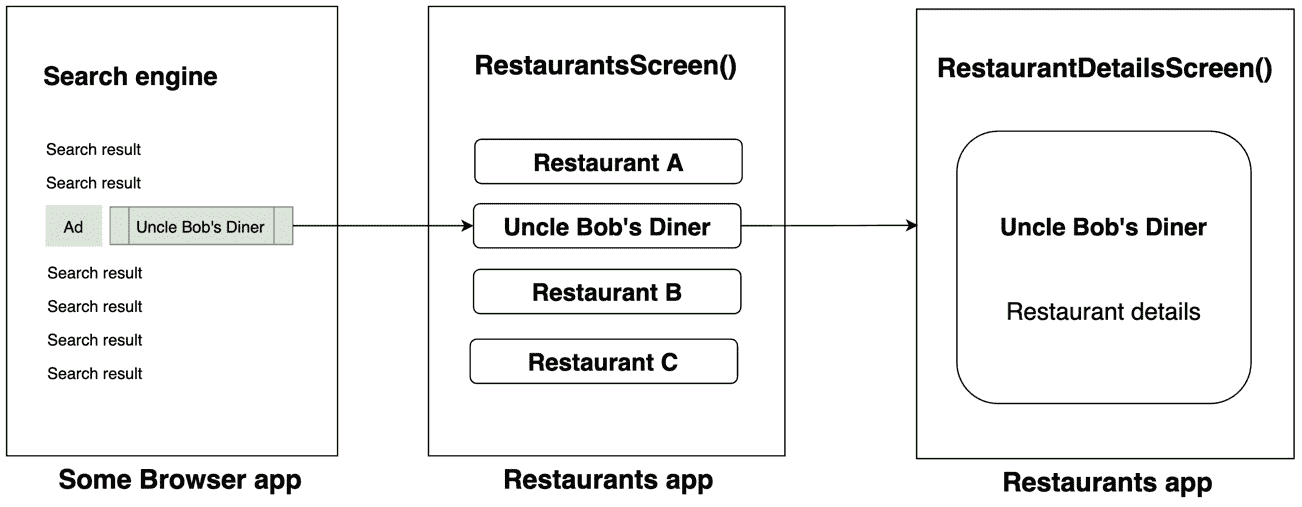 Search engine
Search result
Search result
Ad
Uncle Bob's Diner
Search result
Search result
Search result
Search result
Some Browser app
RestaurantsScreen()
Restaurant A
Uncle Bob's Diner
Restaurant B
Restaurant C
Restaurants app
RestaurantDetailsScreen()
Uncle Bob's Diner
Restaurant details
Restaurants app